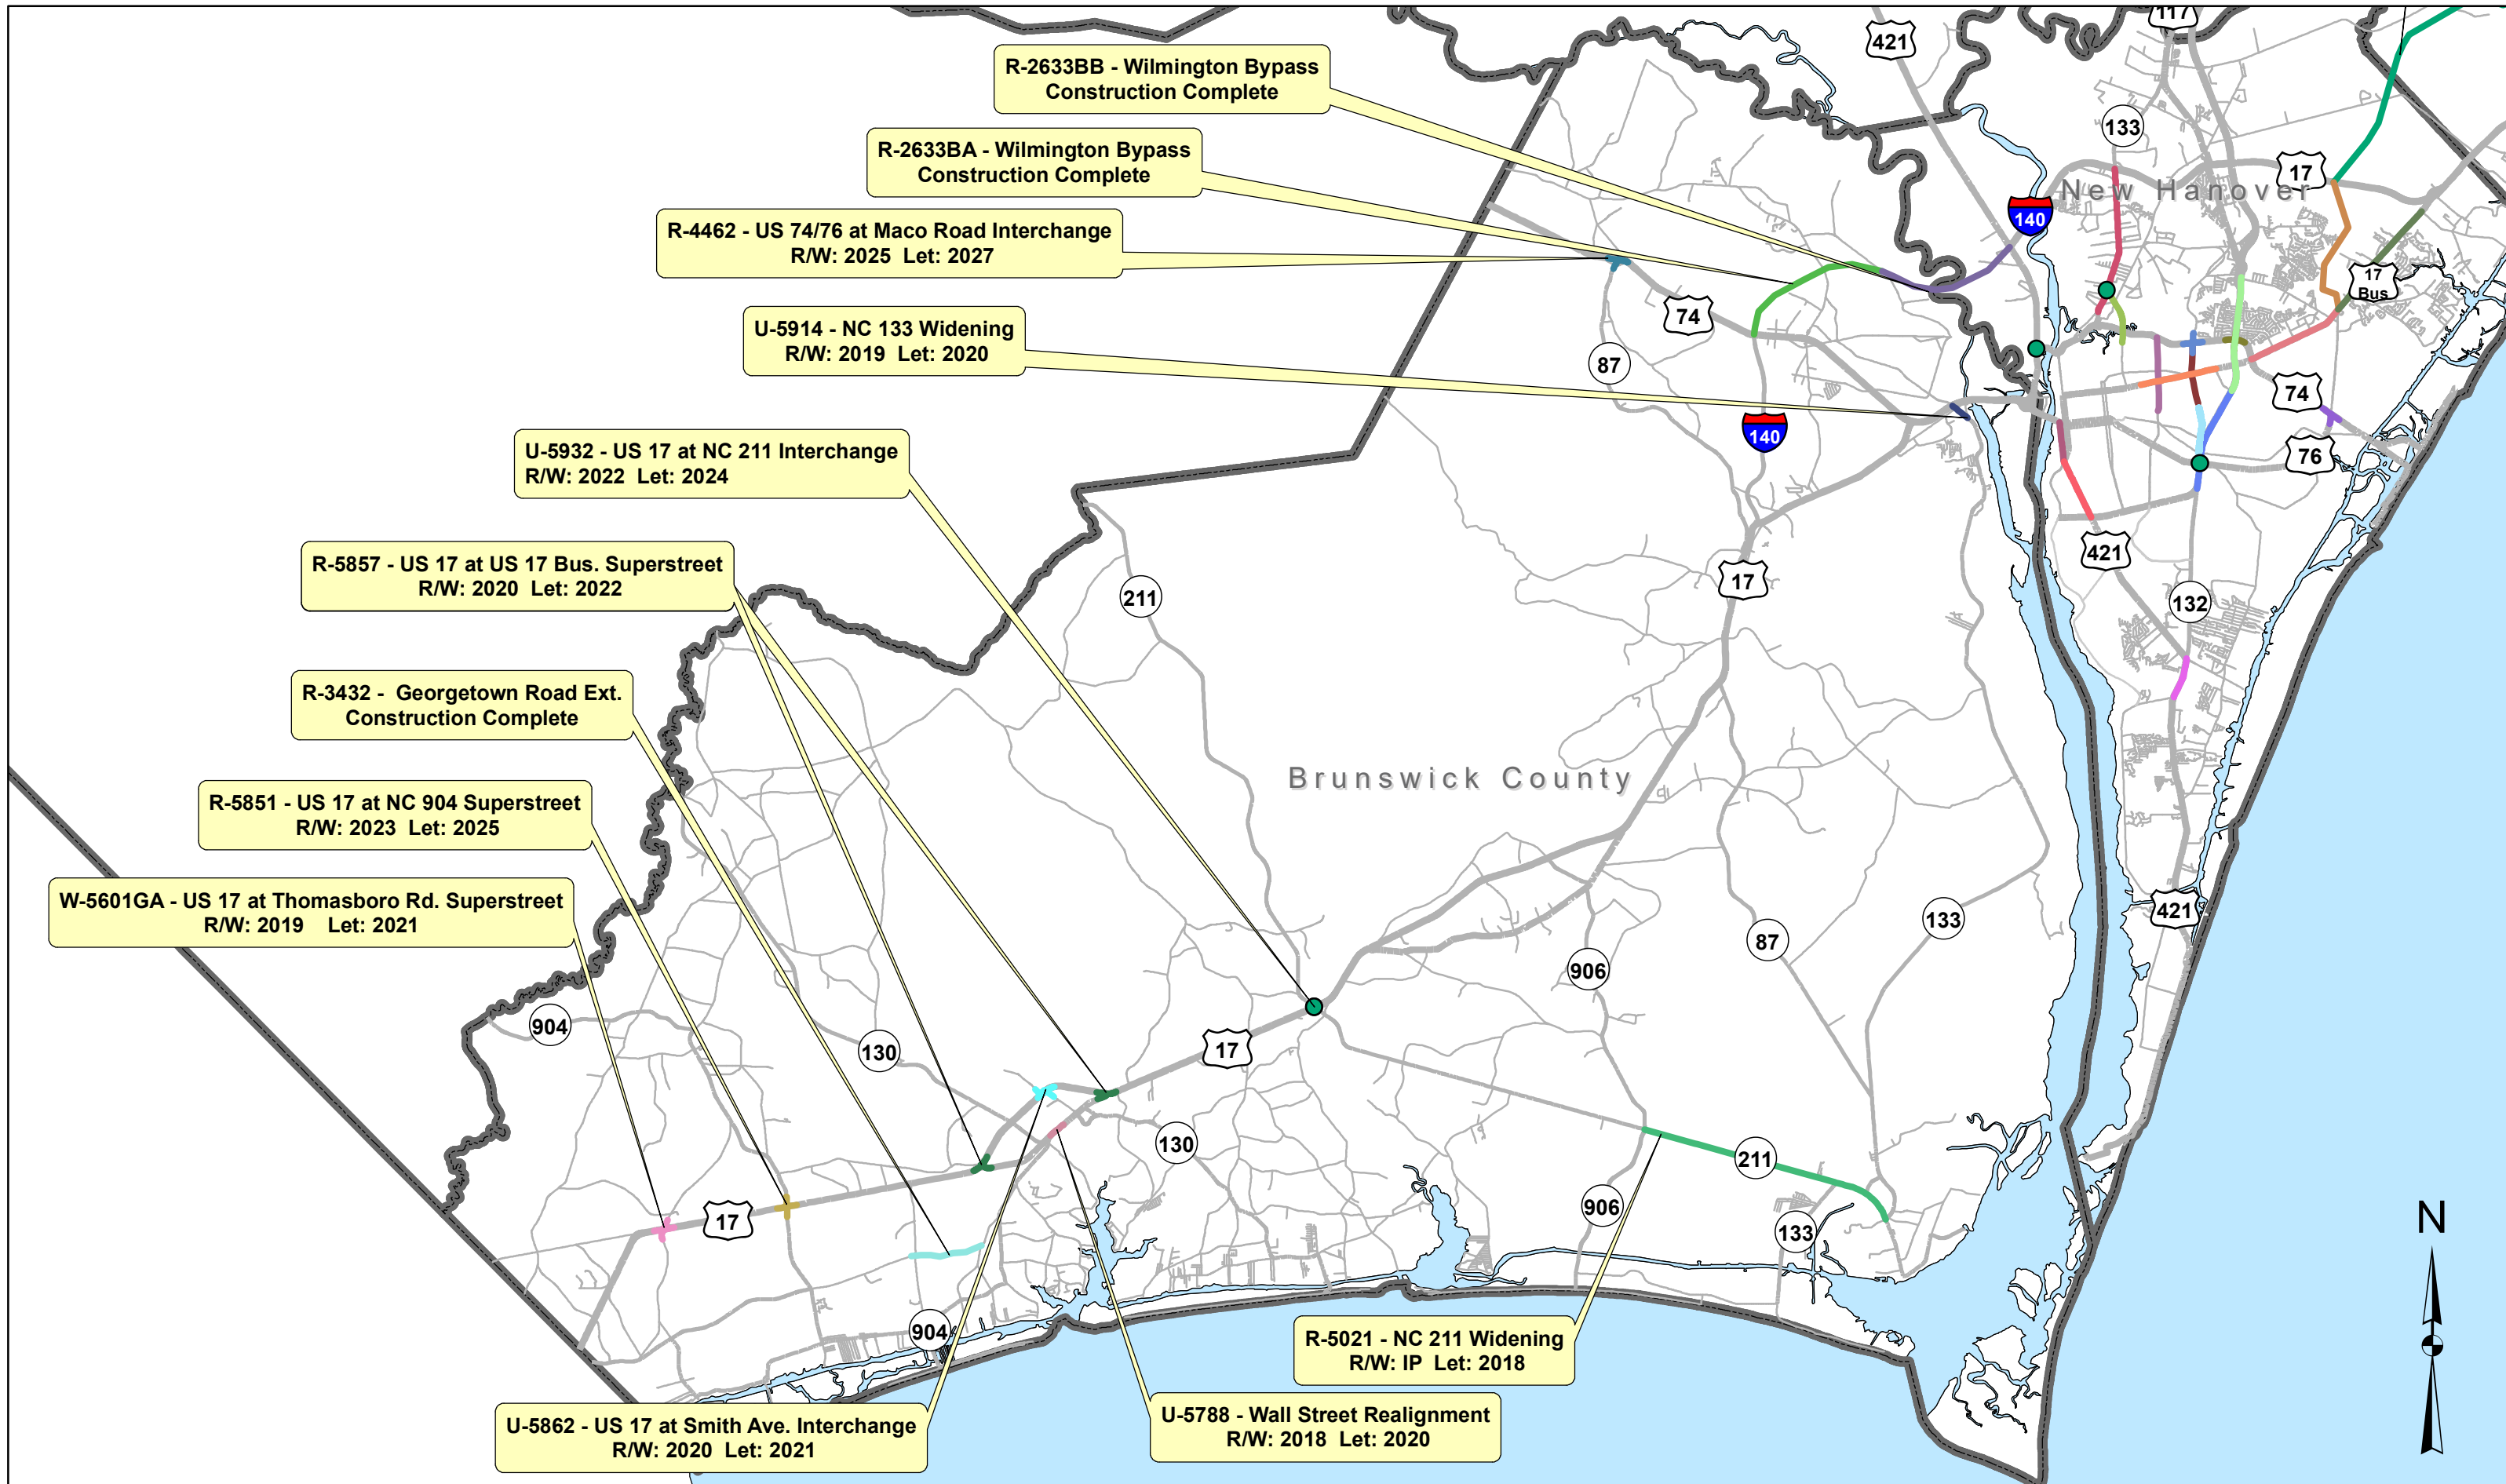 R-2633BB - Wilmington Bypass
Construction Complete
R-2633BA - Wilmington Bypass
Construction Complete
R-4462 - US 74/76 at Maco Road Interchange
R/W: 2025 Let: 2027
U-5914 - NC 133 Widening
R/W: 2019 Let: 2020
U-5932 - US 17 at NC 211 Interchange
R/W: 2022 Let: 2024
R-5857 - US 17 at US 17 Bus. Superstreet
R/W: 2020 Let: 2022
R-3432 - Georgetown Road Ext.
Construction Complete
R-5851 - US 17 at NC 904 Superstreet
R/W: 2023 Let: 2025
W-5601GA - US 17 at Thomasboro Rd. Superstreet
R/W: 2019 Let: 2021
U-5862 - US 17 at Smith Ave. Interchange
R/W: 2020 Let: 2021
U-5788 - Wall Street Realignment
R/W: 2018 Let: 2020
R-5021 - NC 211 Widening
R/W: IP Let: 2018
New Hanover
Brunswick County
117
421
133
17
140
17
Bus
74
87
140
74
76
421
17
132
211
421
133
87
906
904
130
17
130
211
906
133
17
904
N